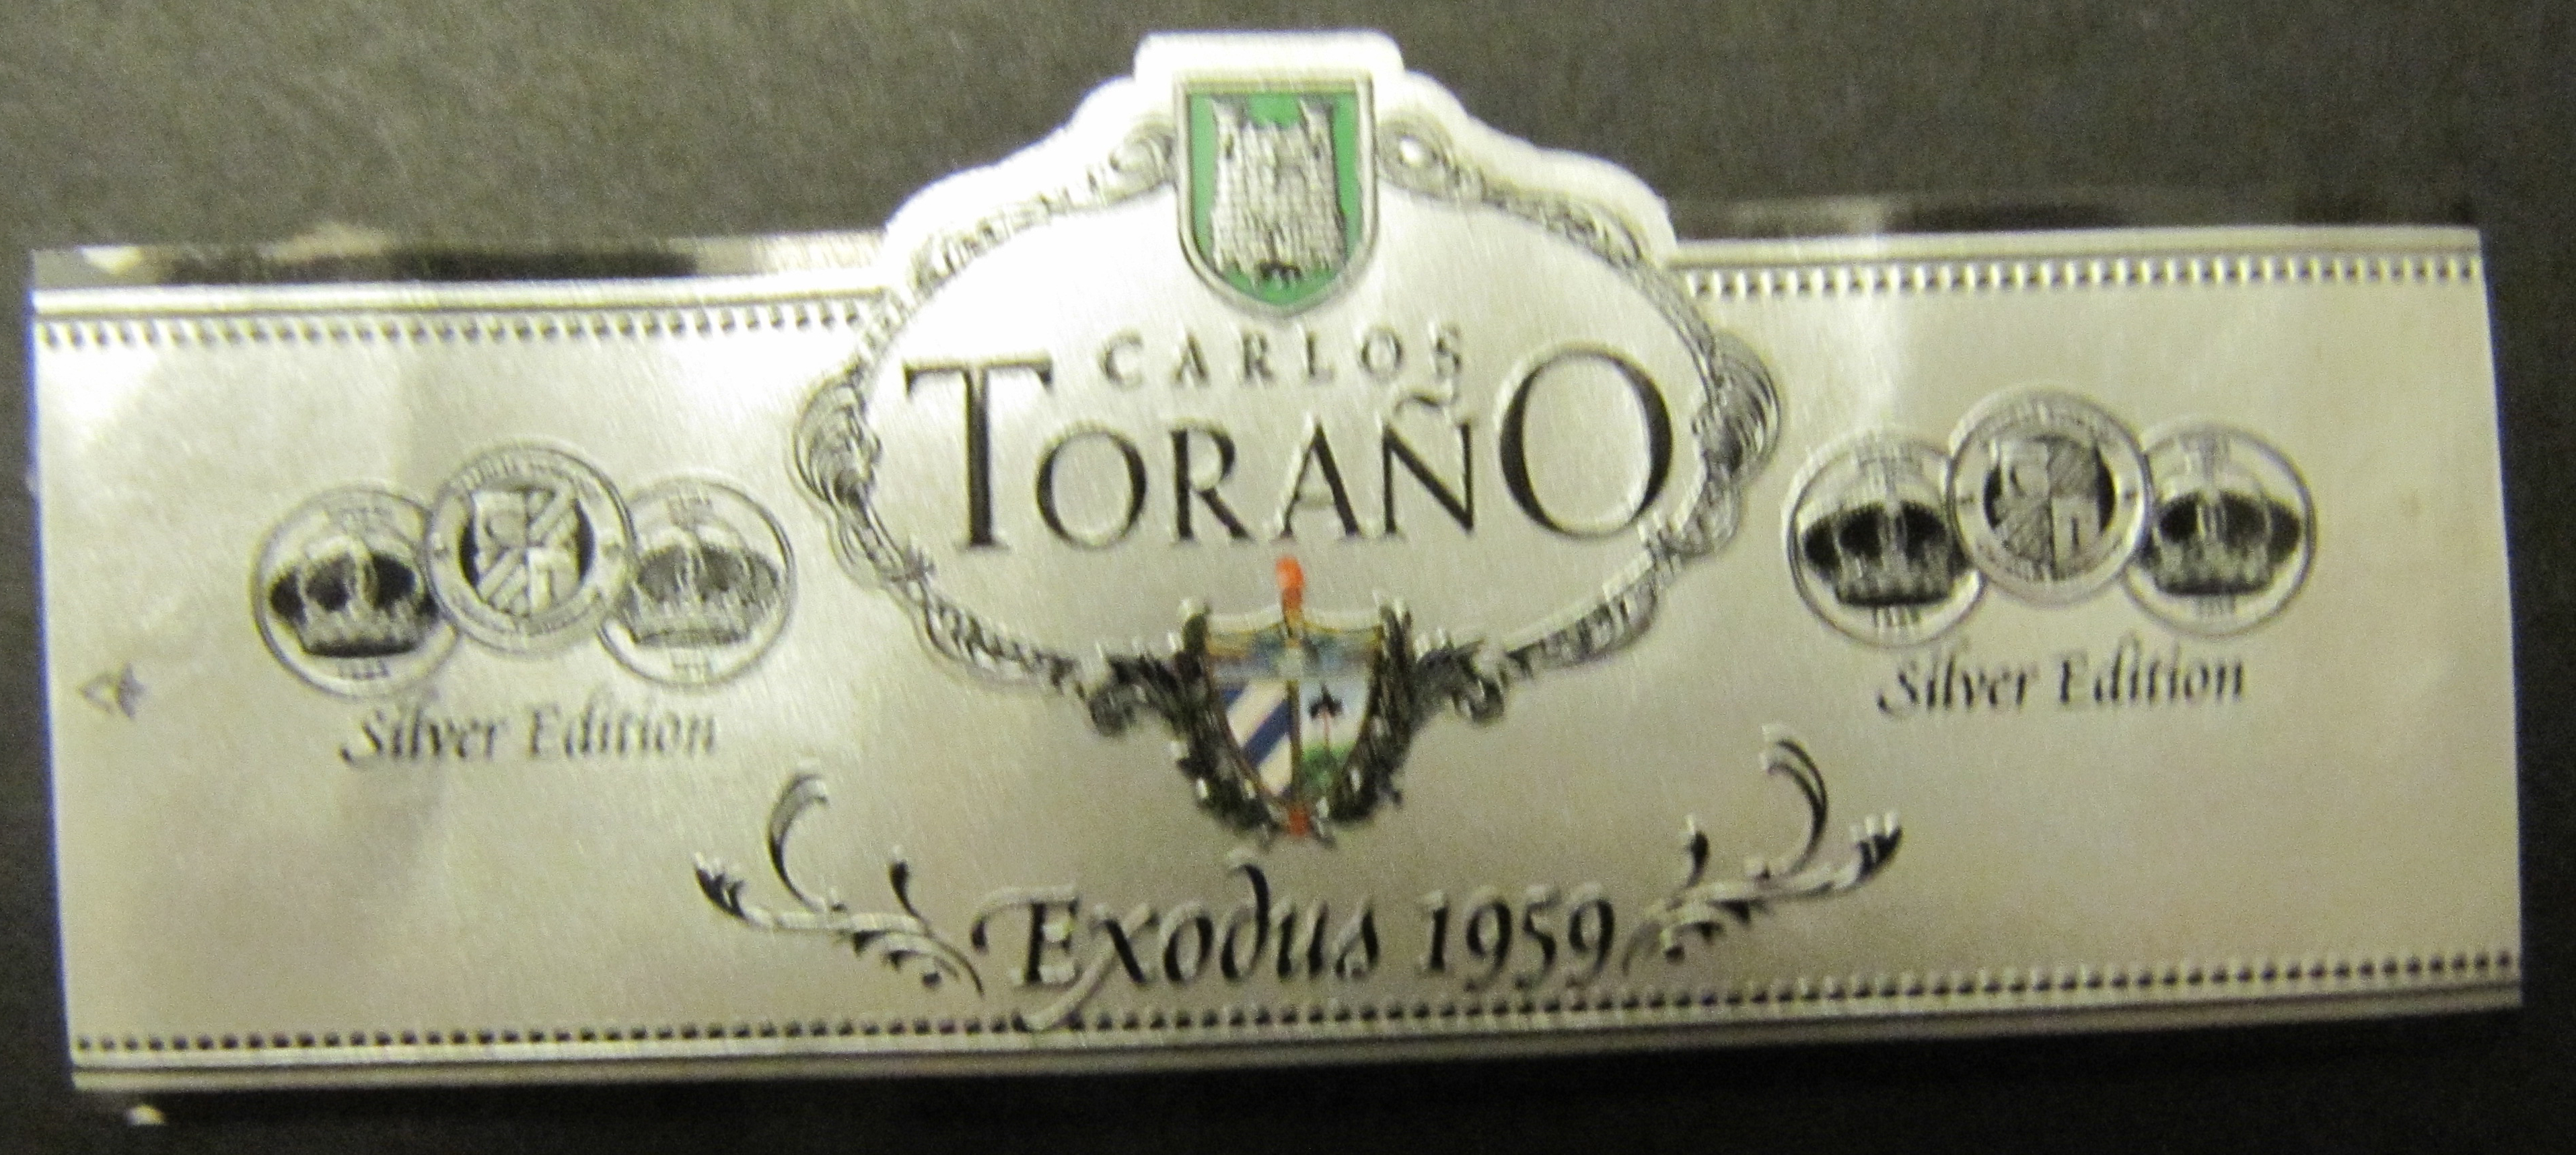 CARLOS
TORAÑO
Silver Edition
Silver Edition
Exodus 1959